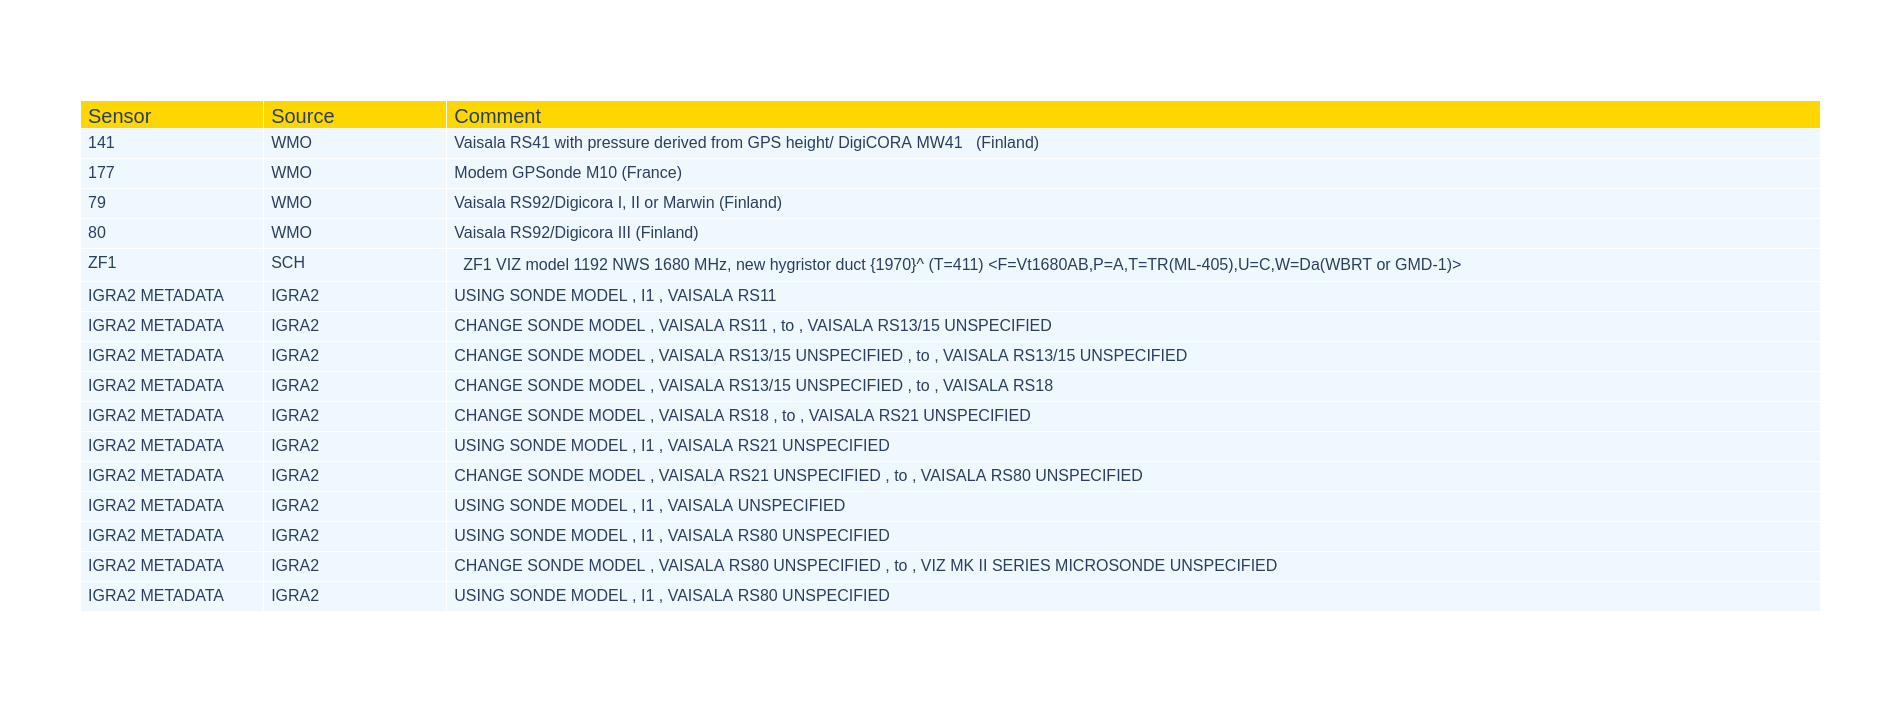 Sensor Source Comment
141 WMO Vaisala RS41 with pressure derived from GPS height/ DigiCORA MW41   (Finland)
177 WMO Modem GPSonde M10 (France)
79 WMO Vaisala RS92/Digicora I, II or Marwin (Finland)
80 WMO Vaisala RS92/Digicora III (Finland)
ZF1 SCH ZF1 VIZ model 1192 NWS 1680 MHz, new hygristor duct {1970}^ (T=411) <F=Vt1680AB,P=A,T=TR(ML-405),U=C,W=Da(WBRT or GMD-1)>
IGRA2 METADATA IGRA2 USING SONDE MODEL , I1 , VAISALA RS11
IGRA2 METADATA IGRA2 CHANGE SONDE MODEL , VAISALA RS11 , to , VAISALA RS13/15 UNSPECIFIED
IGRA2 METADATA IGRA2 CHANGE SONDE MODEL , VAISALA RS13/15 UNSPECIFIED , to , VAISALA RS13/15 UNSPECIFIED
IGRA2 METADATA IGRA2 CHANGE SONDE MODEL , VAISALA RS13/15 UNSPECIFIED , to , VAISALA RS18
IGRA2 METADATA IGRA2 CHANGE SONDE MODEL , VAISALA RS18 , to , VAISALA RS21 UNSPECIFIED
IGRA2 METADATA IGRA2 USING SONDE MODEL , I1 , VAISALA RS21 UNSPECIFIED
IGRA2 METADATA IGRA2 CHANGE SONDE MODEL , VAISALA RS21 UNSPECIFIED , to , VAISALA RS80 UNSPECIFIED
IGRA2 METADATA IGRA2 USING SONDE MODEL , I1 , VAISALA UNSPECIFIED
IGRA2 METADATA IGRA2 USING SONDE MODEL , I1 , VAISALA RS80 UNSPECIFIED
IGRA2 METADATA IGRA2 CHANGE SONDE MODEL , VAISALA RS80 UNSPECIFIED , to , VIZ MK II SERIES MICROSONDE UNSPECIFIED
IGRA2 METADATA IGRA2 USING SONDE MODEL , I1 , VAISALA RS80 UNSPECIFIED